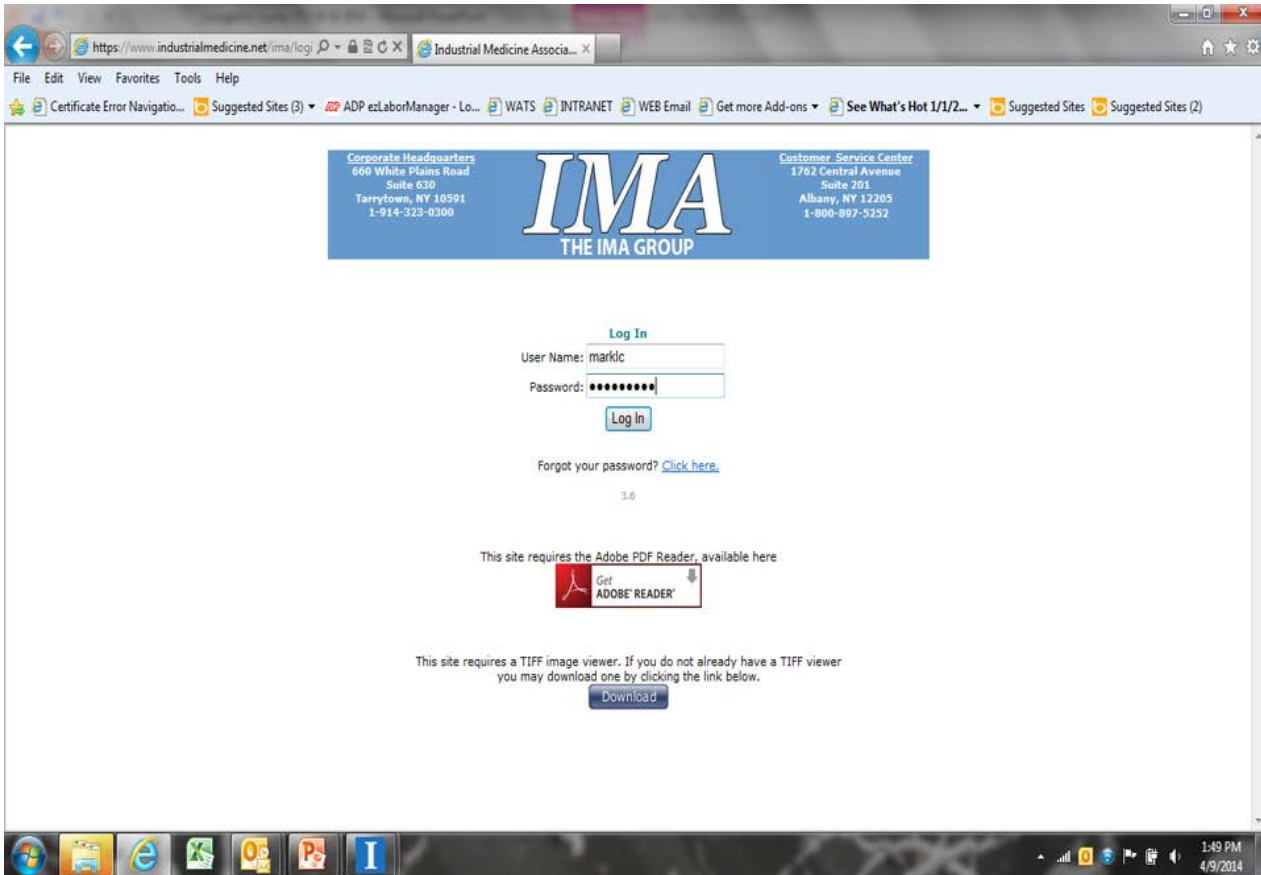 https://www.industrialmedicine.net/ima/logi
Industrial Medicine Associa...
File Edit View Favorites Tools Help
Certificate Error Navigatio... Suggested Sites (3) ADP ezLaborManager - Lo... WATS INTRANET WEB Email Get more Add-ons See What's Hot 1/1/2... Suggested Sites Suggested Sites (2)
Corporate Headquarters
660 White Plains Road
Suite 630
Tarrytown, NY 10591
1-914-323-0300
IMA
THE IMA GROUP
Customer Service Center
1762 Central Avenue
Suite 201
Albany, NY 12205
1-800-897-5252
Log In
User Name: marklc
Password: •••••••••
Log In
Forgot your password? Click here.
3.6
This site requires the Adobe PDF Reader, available here
Get
ADOBE® READER®
This site requires a TIFF image viewer. If you do not already have a TIFF viewer
you may download one by clicking the link below.
Download
1:49 PM
4/9/2014